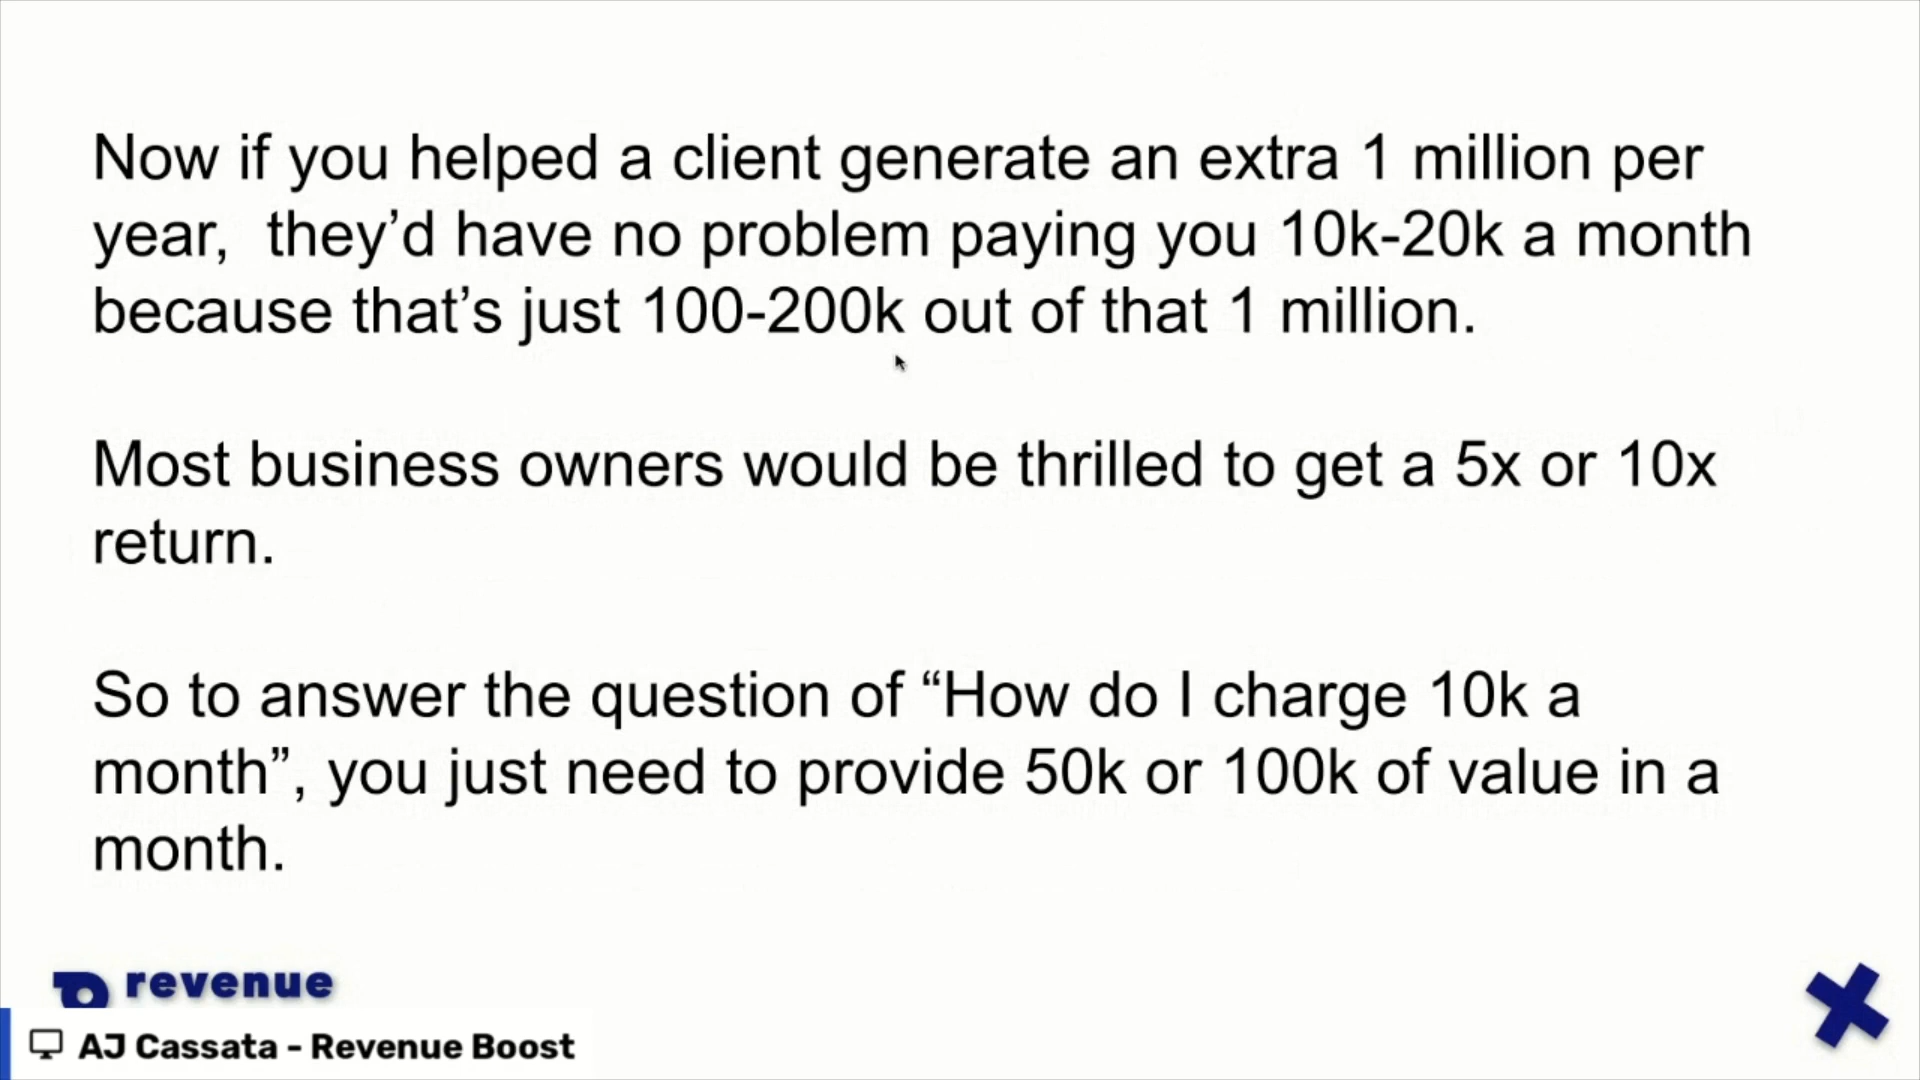 Now if you helped a client generate an extra 1 million per
year,  they’d have no problem paying you 10k-20k a month
because that’s just 100-200k out of that 1 million.
Most business owners would be thrilled to get a 5x or 10x
return.
So to answer the question of “How do I charge 10k a
month”, you just need to provide 50k or 100k of value in a
month.
revenue
AJ Cassata - Revenue Boost